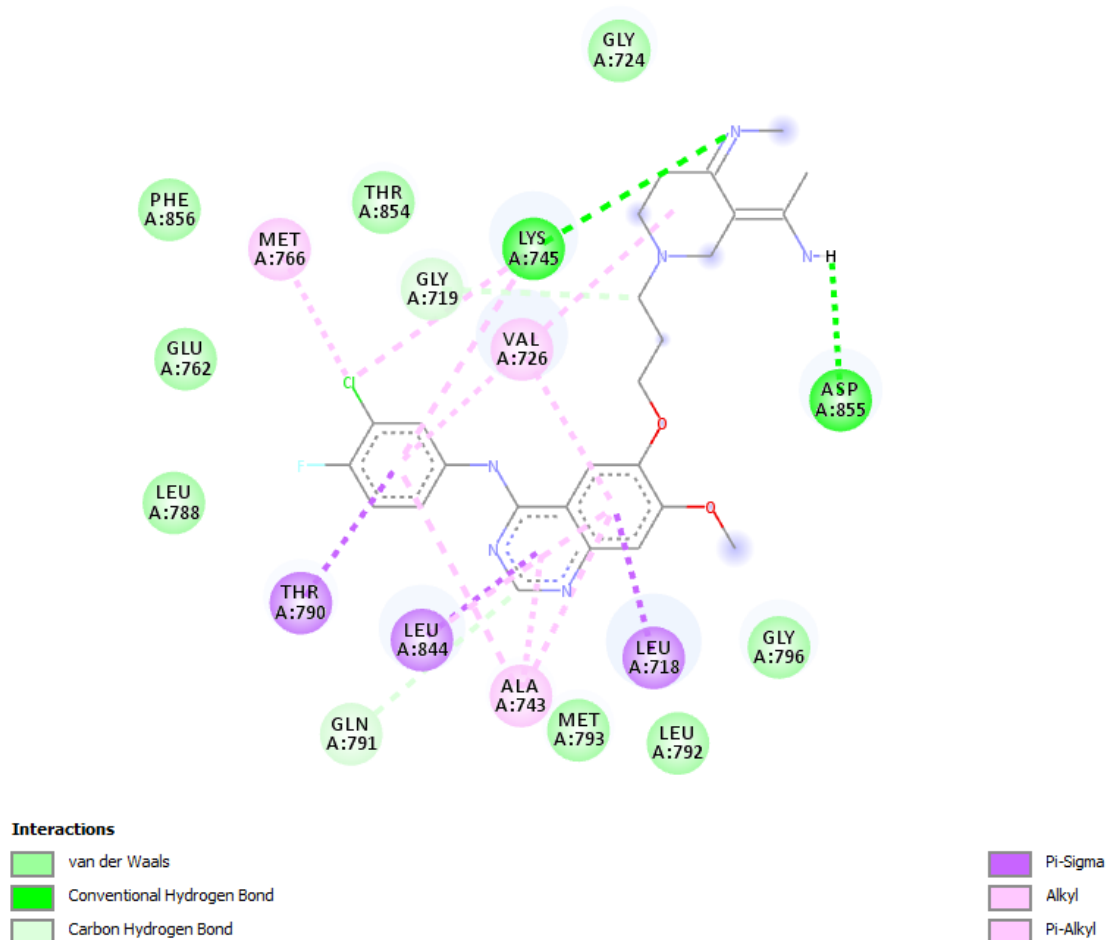 GLY
A:724
N
PHE
A:856
THR
A:854
MET
A:766
LYS
A:745
N
N
H
GLY
A:719
VAL
A:726
GLU
A:762
Cl
ASP
A:855
O
F
N
O
LEU
A:788
N
N
THR
A:790
LEU
A:844
LEU
A:718
GLY
A:796
ALA
A:743
GLN
A:791
MET
A:793
LEU
A:792
Interactions
van der Waals
Conventional Hydrogen Bond
Carbon Hydrogen Bond
Pi-Sigma
Alkyl
Pi-Alkyl